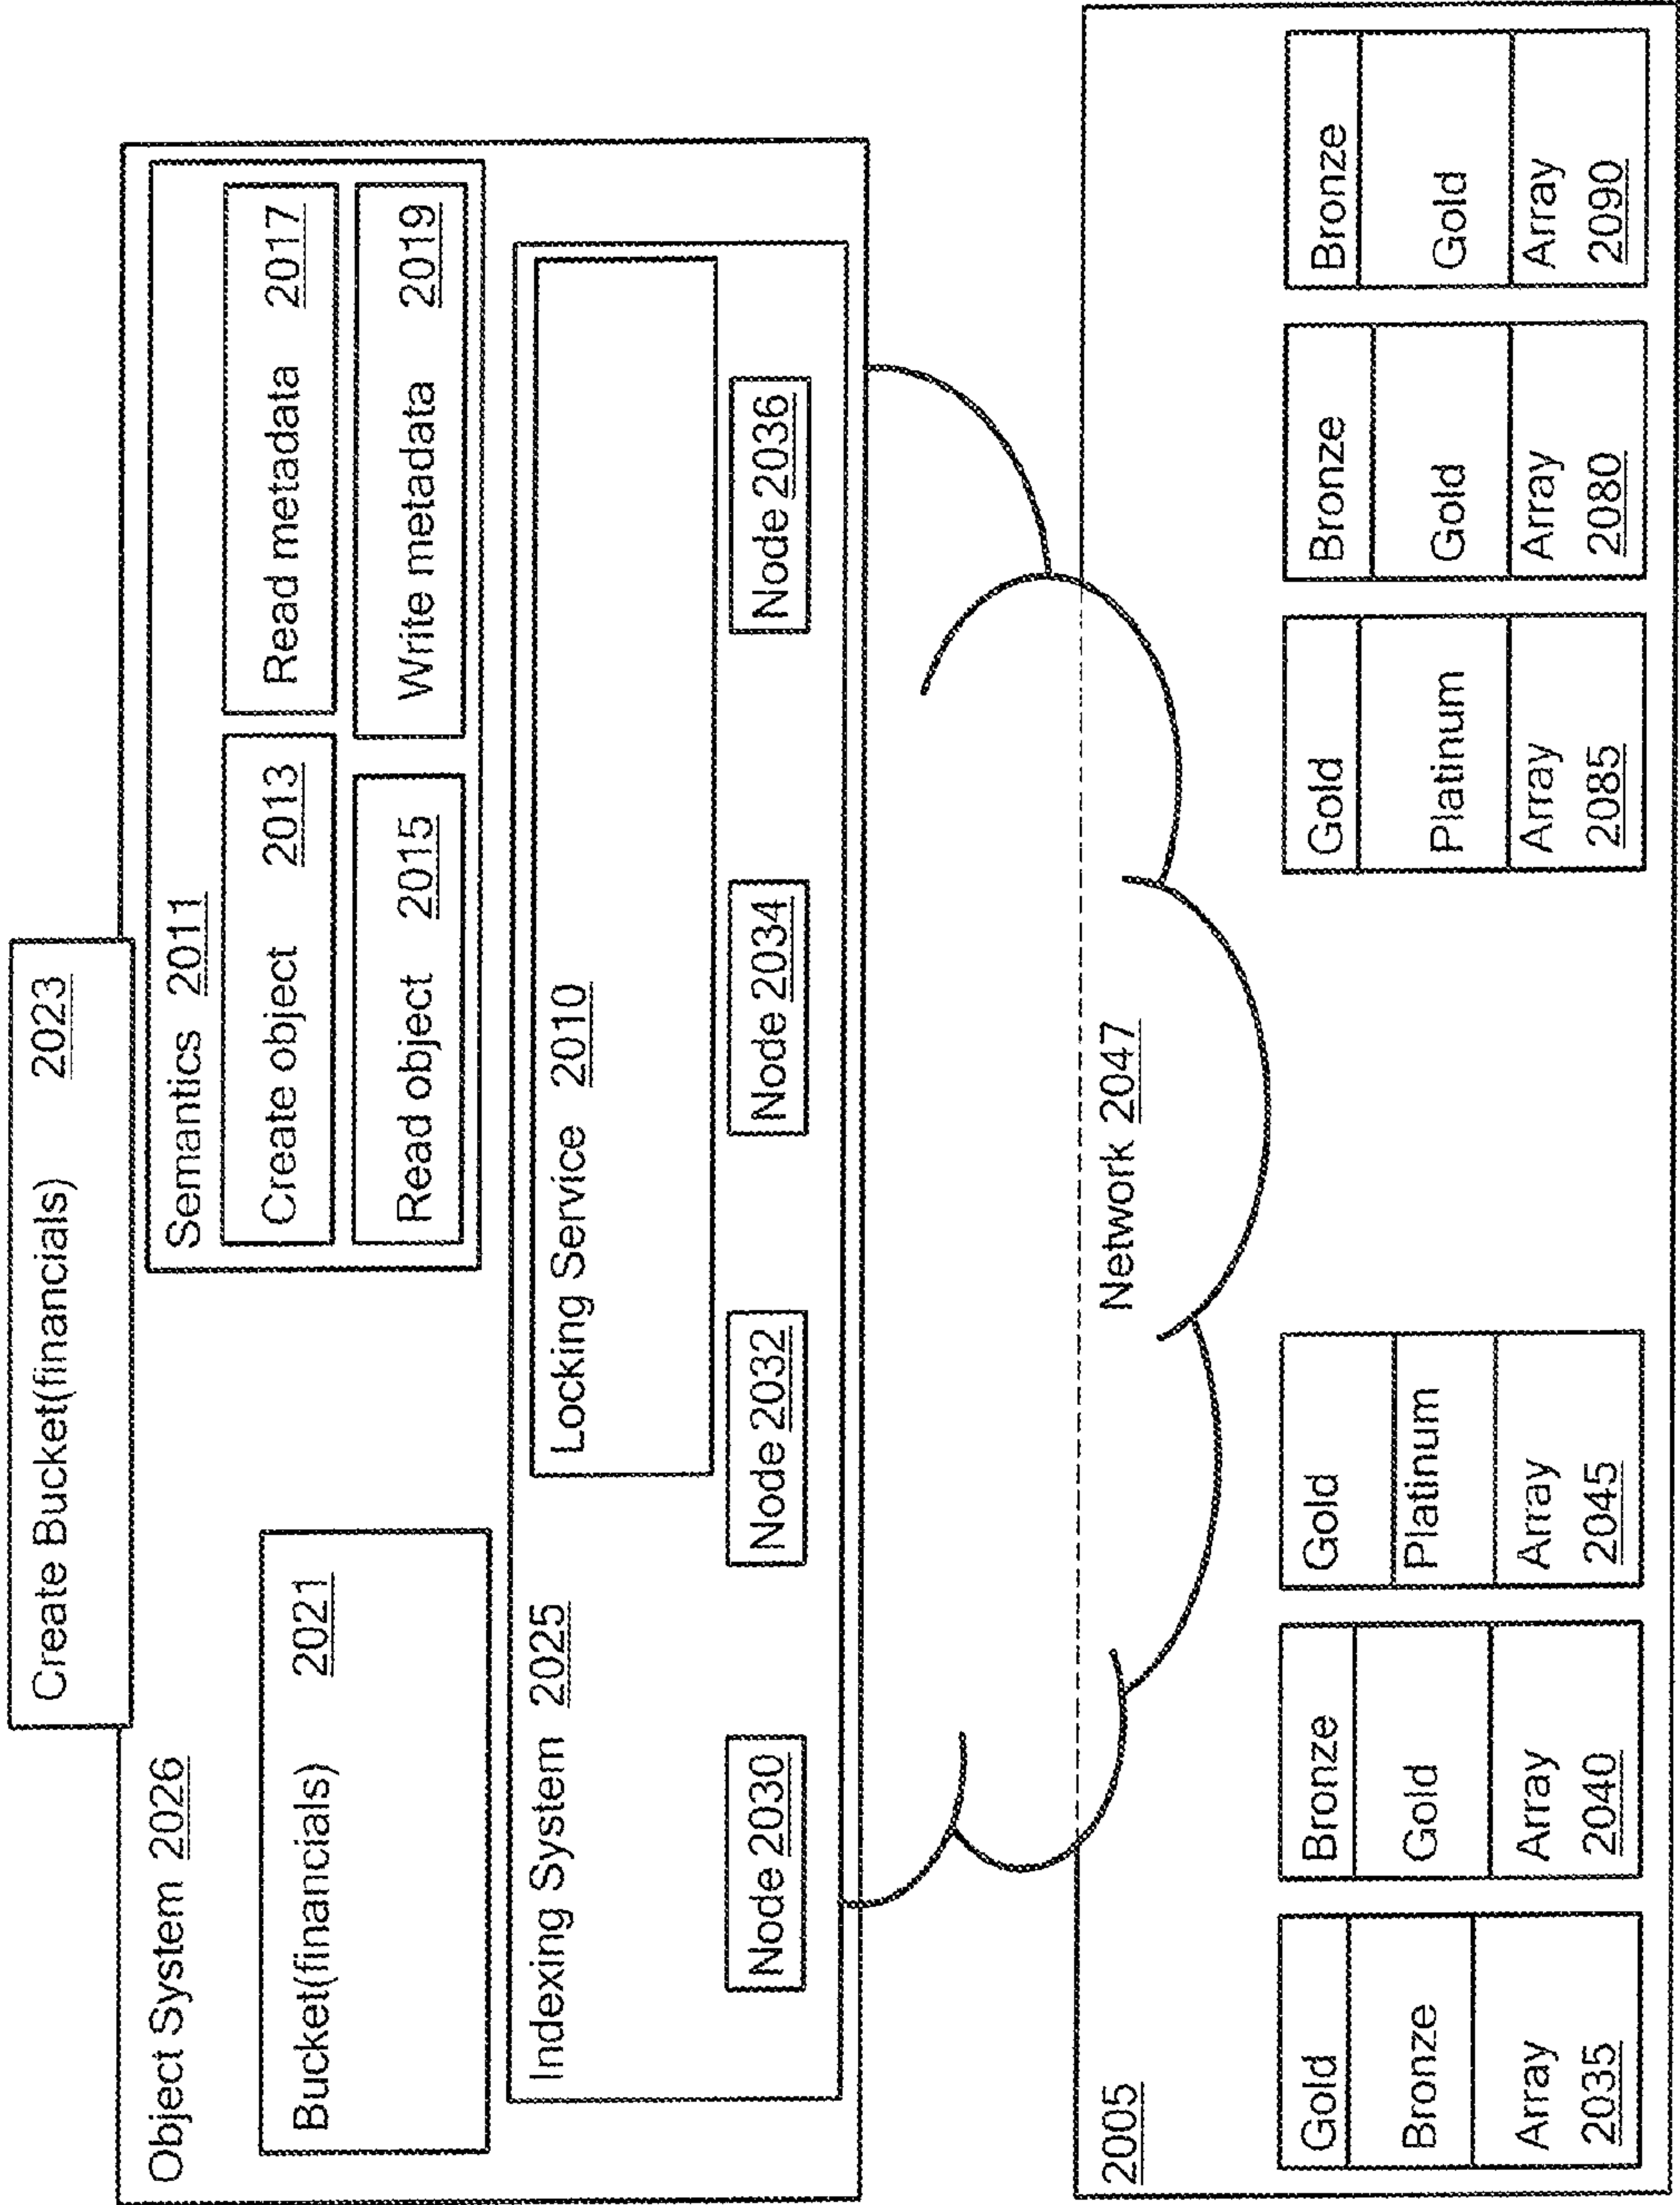 Create Bucket(financials) 2023
Object System 2026
Semantics 2011
Create object 2013
Read metadata 2017
Read object 2015
Write metadata 2019
Bucket(financials) 2021
Indexing System 2025
Locking Service 2010
Node 2030
Node 2032
Node 2034
Node 2036
Network 2047
2005
Gold
Bronze
Array
2035
Bronze
Gold
Array
2040
Gold
Platinum
Array
2045
Gold
Platinum
Array
2085
Bronze
Gold
Array
2080
Bronze
Gold
Array
2090